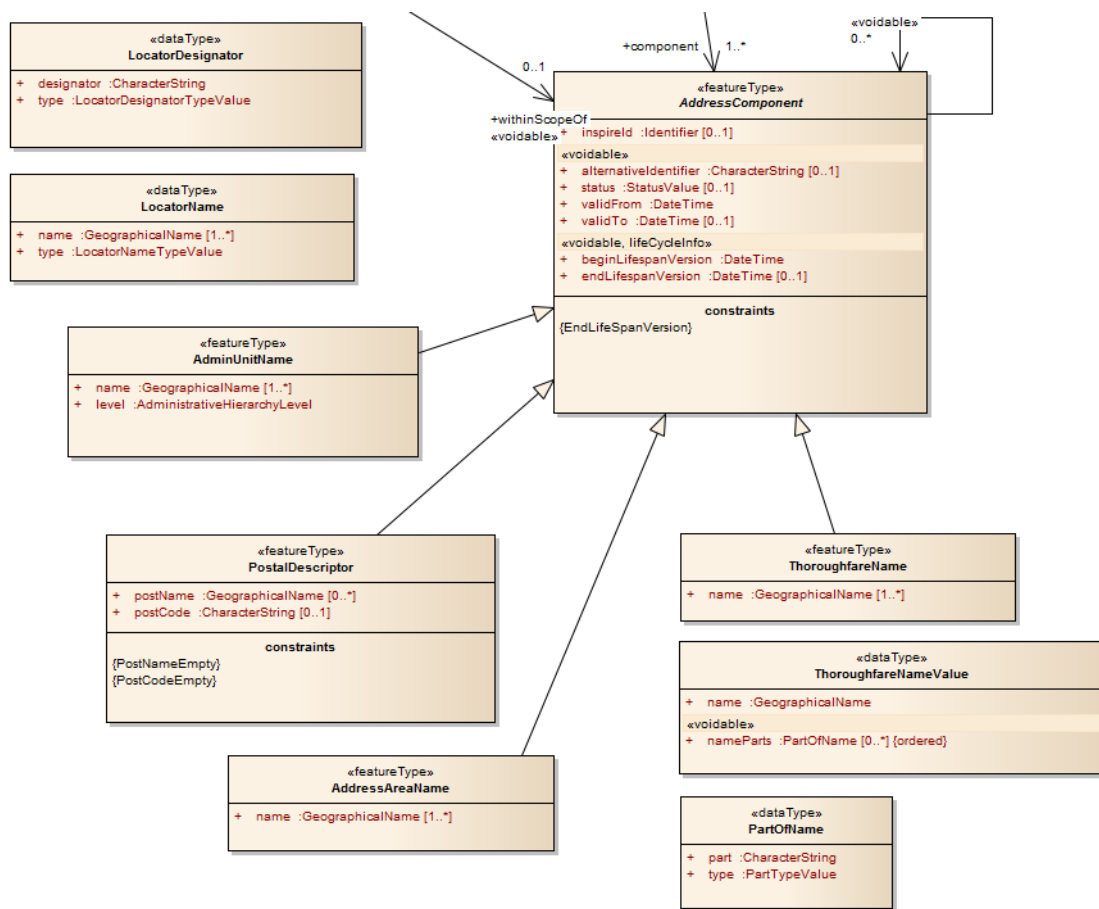 «dataType»
LocatorDesignator
+ designator :CharacterString
+ type :LocatorDesignatorTypeValue
«dataType»
LocatorName
+ name :GeographicalName [1..*]
+ type :LocatorNameTypeValue
+component
1..*
«voidable»
0..*
0..1
+withinScopeOf
«voidable»
«featureType»
AddressComponent
+ inspireId :Identifier [0..1]
«voidable»
+ alternativeIdentifier :CharacterString [0..1]
+ status :StatusValue [0..1]
+ validFrom :DateTime
+ validTo :DateTime [0..1]
«voidable, lifeCycleInfo»
+ beginLifespanVersion :DateTime
+ endLifespanVersion :DateTime [0..1]
constraints
{EndLifeSpanVersion}
«featureType»
AdminUnitName
+ name :GeographicalName [1..*]
+ level :AdministrativeHierarchyLevel
«featureType»
PostalDescriptor
+ postName :GeographicalName [0..*]
+ postCode :CharacterString [0..1]
constraints
{PostNameEmpty}
{PostCodeEmpty}
«featureType»
ThoroughfareName
+ name :GeographicalName [1..*]
«dataType»
ThoroughfareNameValue
+ name :GeographicalName
«voidable»
+ nameParts :PartOfName [0..*] {ordered}
«featureType»
AddressAreaName
+ name :GeographicalName [1..*]
«dataType»
PartOfName
+ part :CharacterString
+ type :PartTypeValue